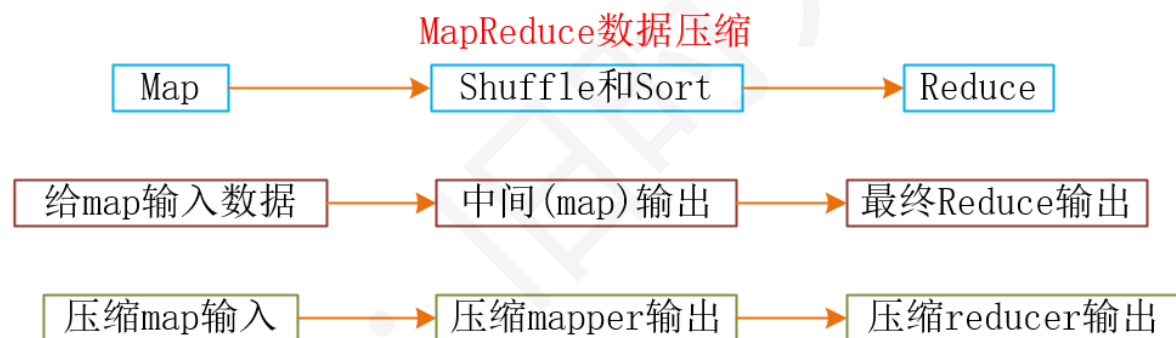 MapReduce数据压缩
Map Shuffle和Sort Reduce
给map输入数据 中间(map)输出 最终Reduce输出
压缩map输入 压缩mapper输出 压缩reducer输出